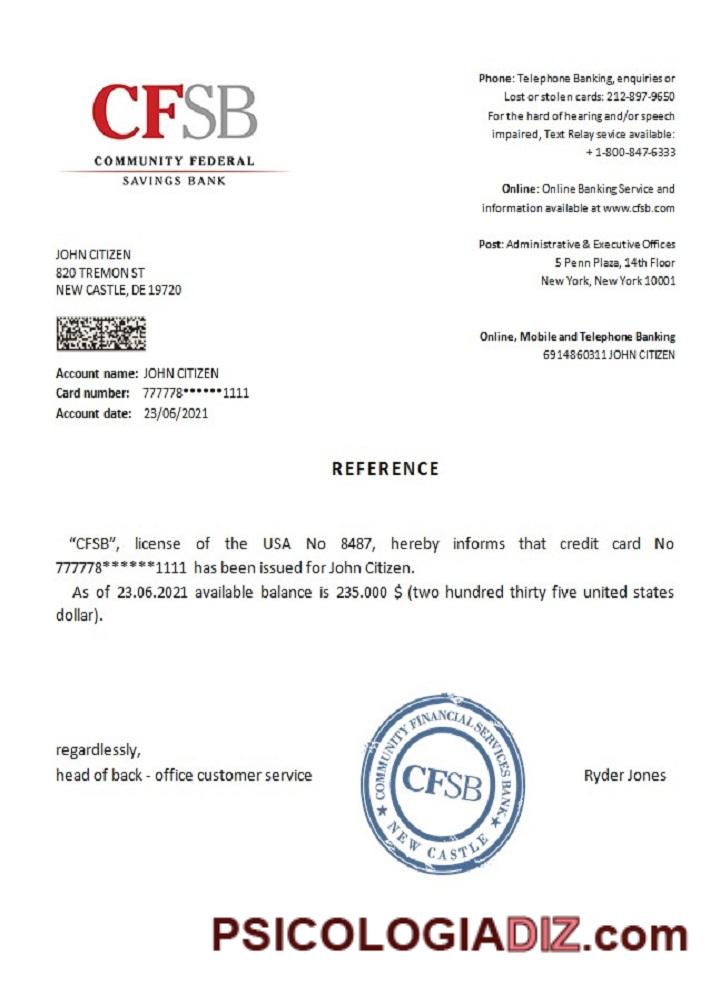 CFSB
COMMUNITY FEDERAL
SAVINGS BANK
Phone: Telephone Banking, enquiries or
Lost or stolen cards: 212-897-9650
For the hard of hearing and/or speech
impaired, Text Relay sevice available:
+ 1-800-847-6333
Online: Online Banking Service and
information available at www.cfsb.com
Post: Administrative & Executive Offices
5 Penn Plaza, 14th Floor
New York, New York 10001
JOHN CITIZEN
820 TREMON ST
NEW CASTLE, DE 19720
Online, Mobile and Telephone Banking
6914860311 JOHN CITIZEN
Account name: JOHN CITIZEN
Card number: 777778******1111
Account date: 23/06/2021
REFERENCE
“CFSB”, license of the USA No 8487, hereby informs that credit card No
777778******1111 has been issued for John Citizen.
As of 23.06.2021 available balance is 235.000 $ (two hundred thirty five united states
dollar).
regardlessly,
head of back - office customer service
COMMUNITY FINANCIAL SERVICES BANK
CFSB
★ NEW CASTLE ★
Ryder Jones
PSICOLOGIADIZ.com